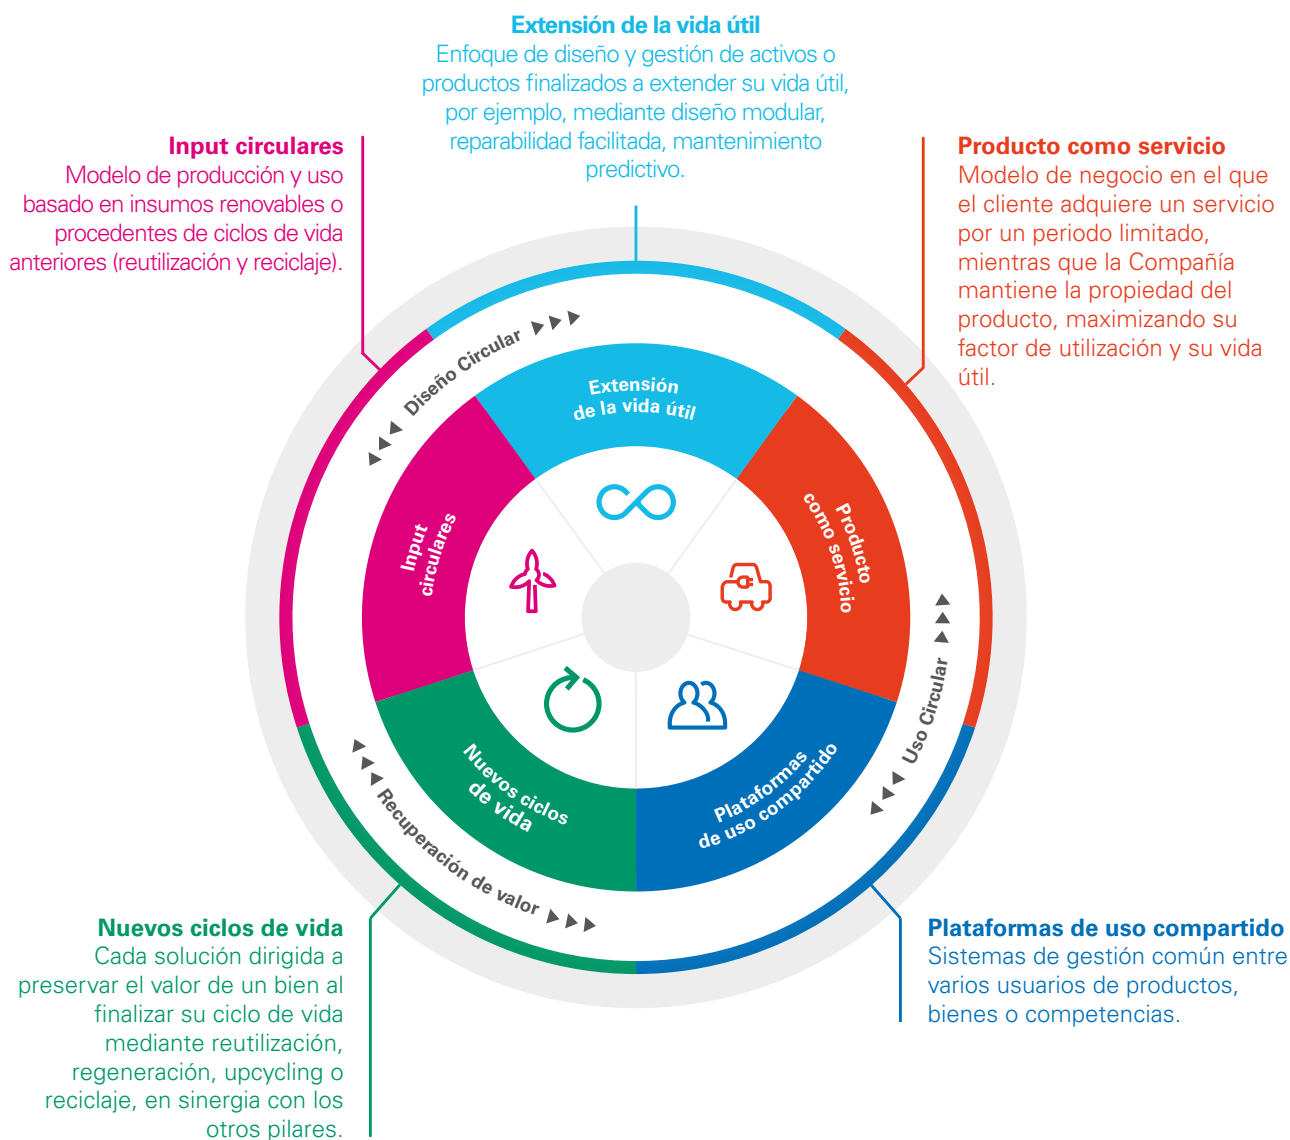 Extensión de la vida útil
Enfoque de diseño y gestión de activos o
productos finalizados a extender su vida útil,
por ejemplo, mediante diseño modular,
reparabilidad facilitada, mantenimiento
predictivo.
Input circulares
Modelo de producción y uso
basado en insumos renovables o
procedentes de ciclos de vida
anteriores (reutilización y reciclaje).
Producto como servicio
Modelo de negocio en el que
el cliente adquiere un servicio
por un periodo limitado,
mientras que la Compañía
mantiene la propiedad del
producto, maximizando su
factor de utilización y su vida
útil.
Diseño Circular
Extensión
de la vida útil
Input
circulares
Producto
como servicio
Uso Circular
Nuevos ciclos
de vida
Plataformas
de uso compartido
Recuperación de valor
Nuevos ciclos de vida
Cada solución dirigida a
preservar el valor de un bien al
finalizar su ciclo de vida
mediante reutilización,
regeneración, upcycling o
reciclaje, en sinergia con los
otros pilares.
Plataformas de uso compartido
Sistemas de gestión común entre
varios usuarios de productos,
bienes o competencias.